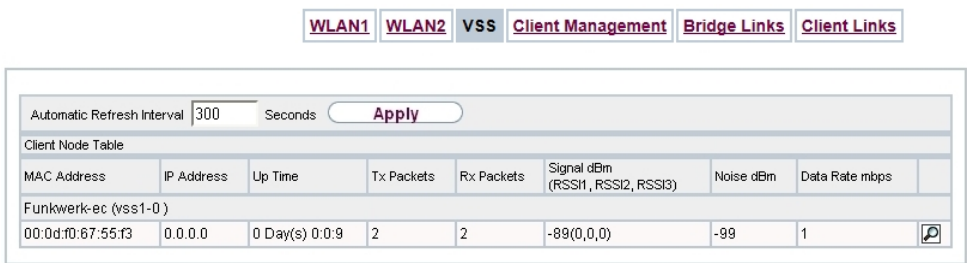 WLAN1 WLAN2 VSS Client Management Bridge Links Client Links
Automatic Refresh Interval 300 Seconds Apply
Client Node Table
MAC Address IP Address Up Time Tx Packets Rx Packets Signal dBm (RSSI1, RSSI2, RSSI3) Noise dBm Data Rate mbps
Funkwerk-ec (vss1-0 )
00:0d:f0:67:55:f3 0.0.0.0 0 Day(s) 0:0:9 2 2 -89(0,0,0) -99 1